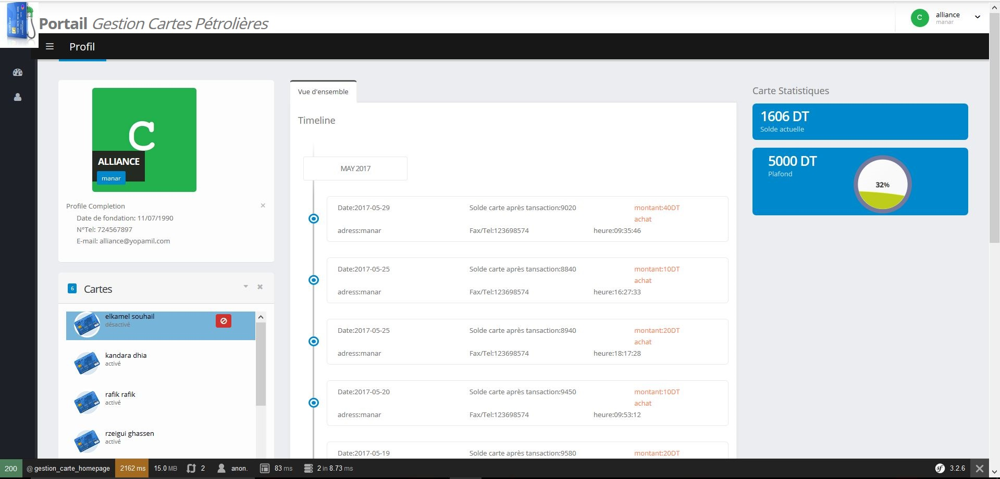 Portail Gestion Cartes Pétrolières
C
alliance
manar
Profil
C
ALLIANCE
manar
Profile Completion
Date de fondation: 11/07/1990
N°Tel: 724567897
E-mail: alliance@yopamil.com
6 Cartes
elkamel souhail
désactivé
kandara dhia
activé
rafik rafik
activé
rzeigui ghassen
activé
Vue d'ensemble
Timeline
MAY 2017
Date:2017-05-29 Solde carte après tansaction:9020 montant:40DT
achat
adress:manar Fax/Tel:123698574 heure:09:35:46
Date:2017-05-25 Solde carte après tansaction:8840 montant:10DT
achat
adress:manar Fax/Tel:123698574 heure:16:27:33
Date:2017-05-25 Solde carte après tansaction:8940 montant:20DT
achat
adress:manar Fax/Tel:123698574 heure:18:17:28
Date:2017-05-20 Solde carte après tansaction:9450 montant:10DT
achat
adress:manar Fax/Tel:123698574 heure:09:53:12
Date:2017-05-19 Solde carte après tansaction:9580 montant:20DT
Carte Statistiques
1606 DT
Solde actuelle
5000 DT
Plafond
32%
200 @ gestion_carte_homepage 2162 ms 15.0 MB 2 anon. 83 ms 2 in 8.73 ms sf 3.2.6